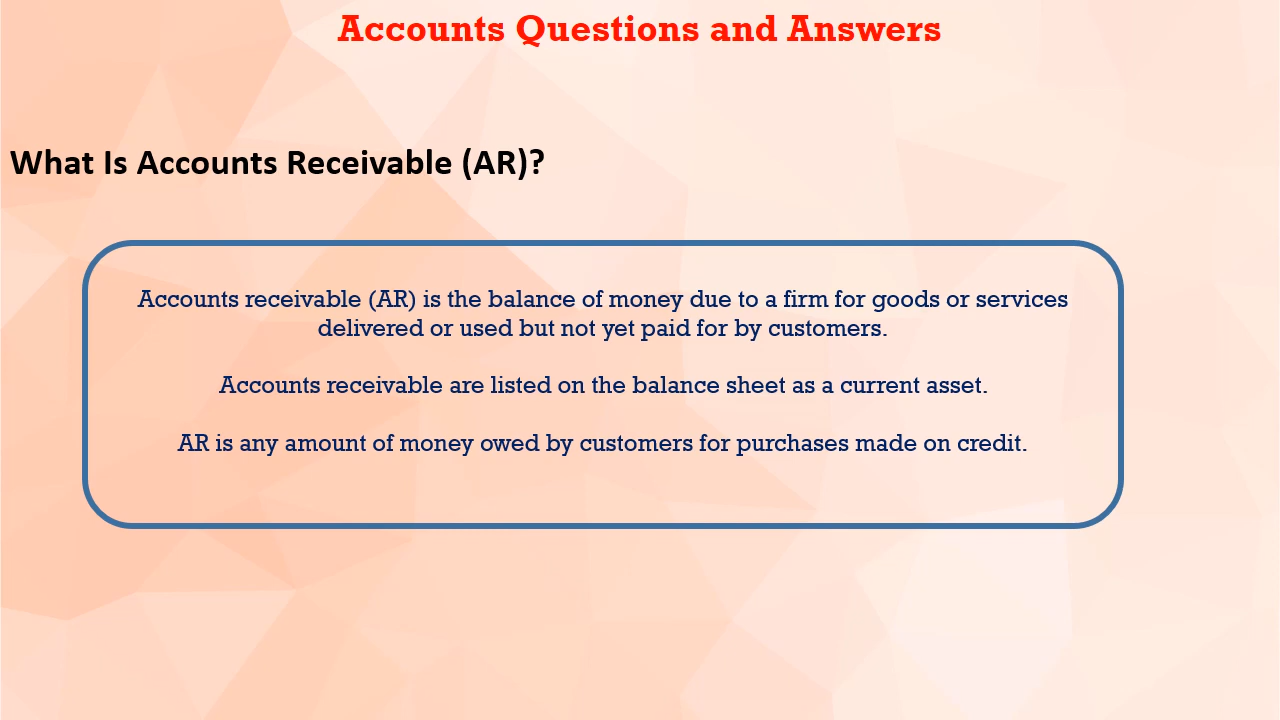 Accounts Questions and Answers
What Is Accounts Receivable (AR)?
Accounts receivable (AR) is the balance of money due to a firm for goods or services
delivered or used but not yet paid for by customers.
Accounts receivable are listed on the balance sheet as a current asset.
AR is any amount of money owed by customers for purchases made on credit.